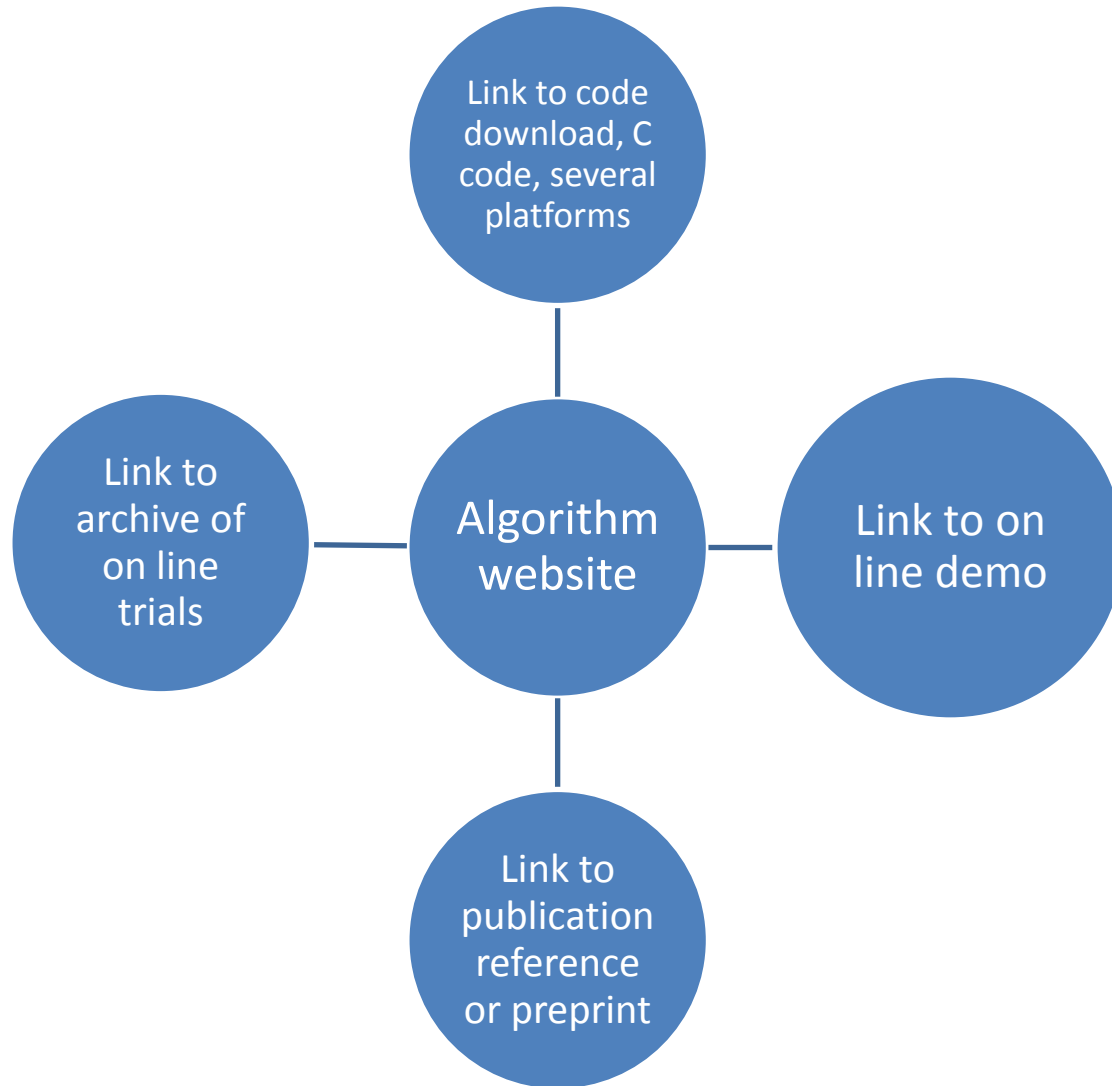 Link to code
download, C
code, several
platforms
Link to
archive of
on line
trials
Algorithm
website
Link to on
line demo
Link to
publication
reference
or preprint